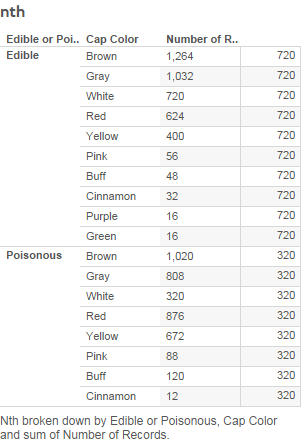 nth
Edible or Poi.. Cap Color Number of R..
Edible Brown 1,264 720
Gray 1,032 720
White 720 720
Red 624 720
Yellow 400 720
Pink 56 720
Buff 48 720
Cinnamon 32 720
Purple 16 720
Green 16 720
Poisonous Brown 1,020 320
Gray 808 320
White 320 320
Red 876 320
Yellow 672 320
Pink 88 320
Buff 120 320
Cinnamon 12 320
Nth broken down by Edible or Poisonous, Cap Color
and sum of Number of Records.